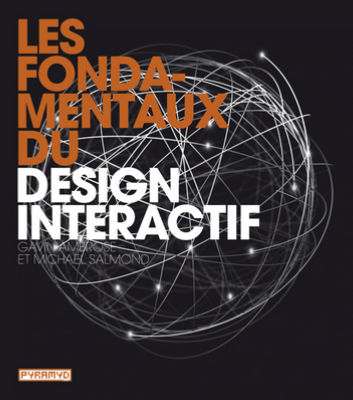 LES
FONDA-
MENTAUX
DU
DESIGN
INTERACTIF
GAVIN AMBROSE
ET MICHAEL SALMOND
PYRAMYD